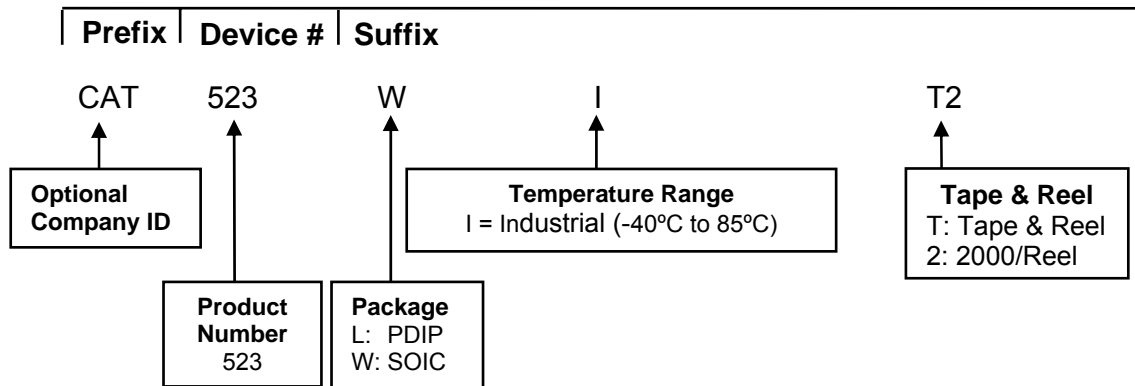 Prefix Device # Suffix
CAT 523 W I T2
Optional
Company ID
Temperature Range
I = Industrial (-40ºC to 85ºC)
Tape & Reel
T: Tape & Reel
2: 2000/Reel
Product
Number
523
Package
L: PDIP
W: SOIC